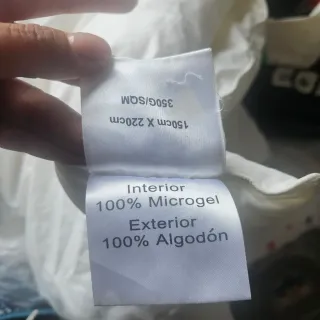 150cm X 220cm
350G/SQM
Interior
100% Microgel
Exterior
100% Algodón